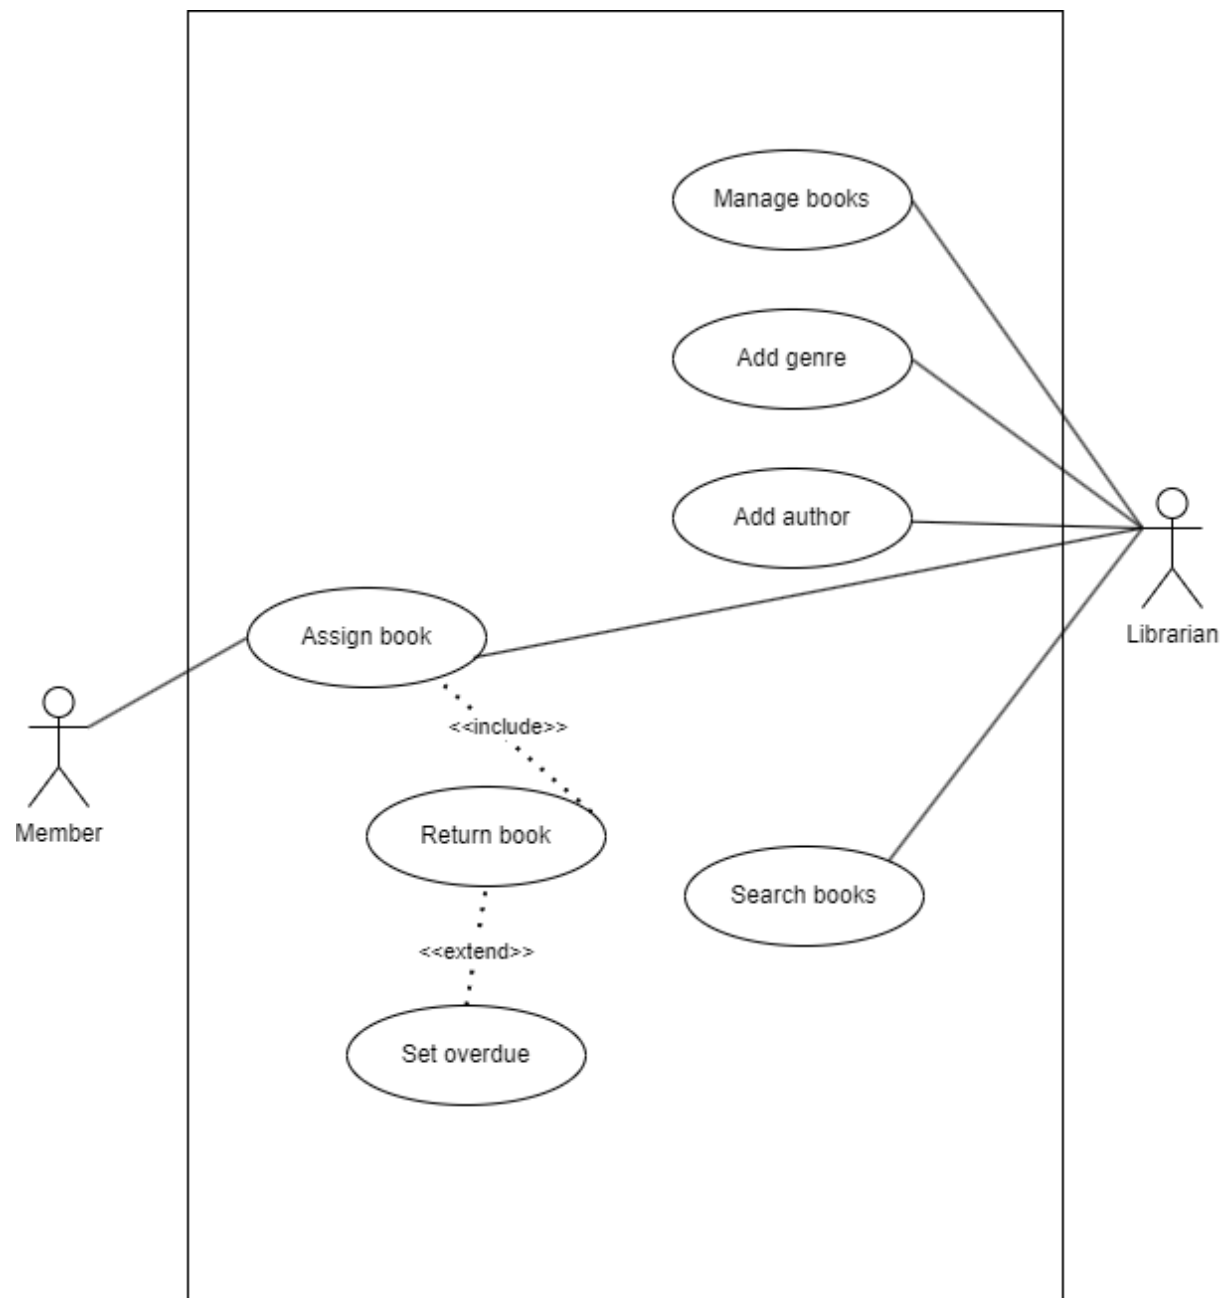 Manage books
Add genre
Add author
Assign book
Librarian
<<include>>
Member
Return book
Search books
<<extend>>
Set overdue